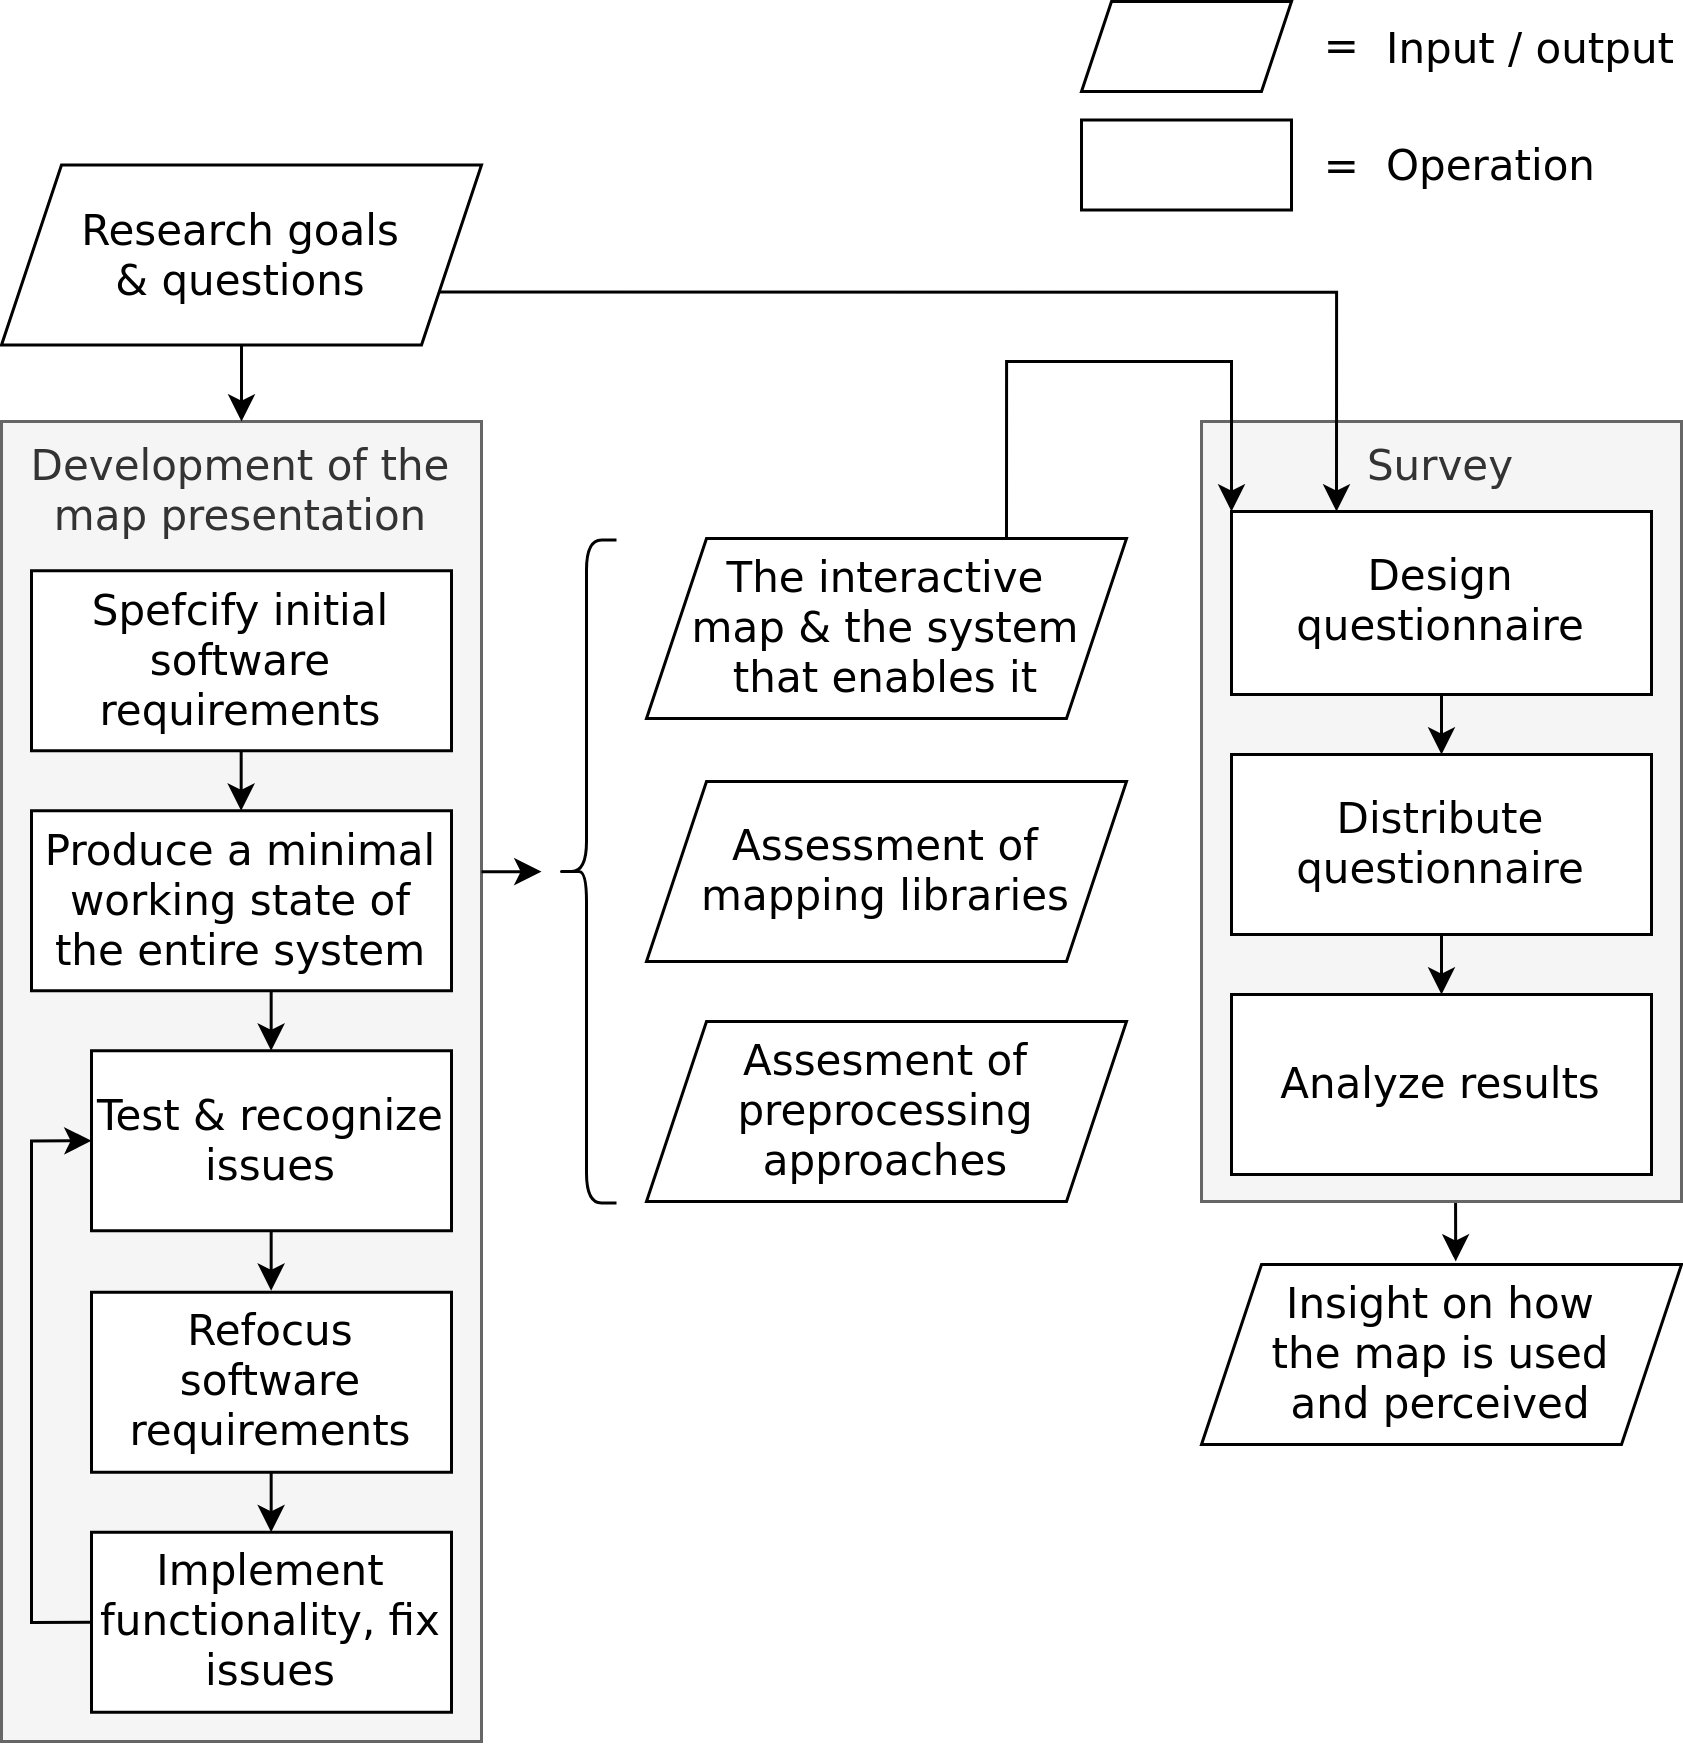 = Input / output
= Operation
Research goals
& questions
Development of the
map presentation
Spefcify initial
software
requirements
Produce a minimal
working state of
the entire system
Test & recognize
issues
Refocus
software
requirements
Implement
functionality, fix
issues
The interactive
map & the system
that enables it
Assessment of
mapping libraries
Assesment of
preprocessing
approaches
Survey
Design
questionnaire
Distribute
questionnaire
Analyze results
Insight on how
the map is used
and perceived